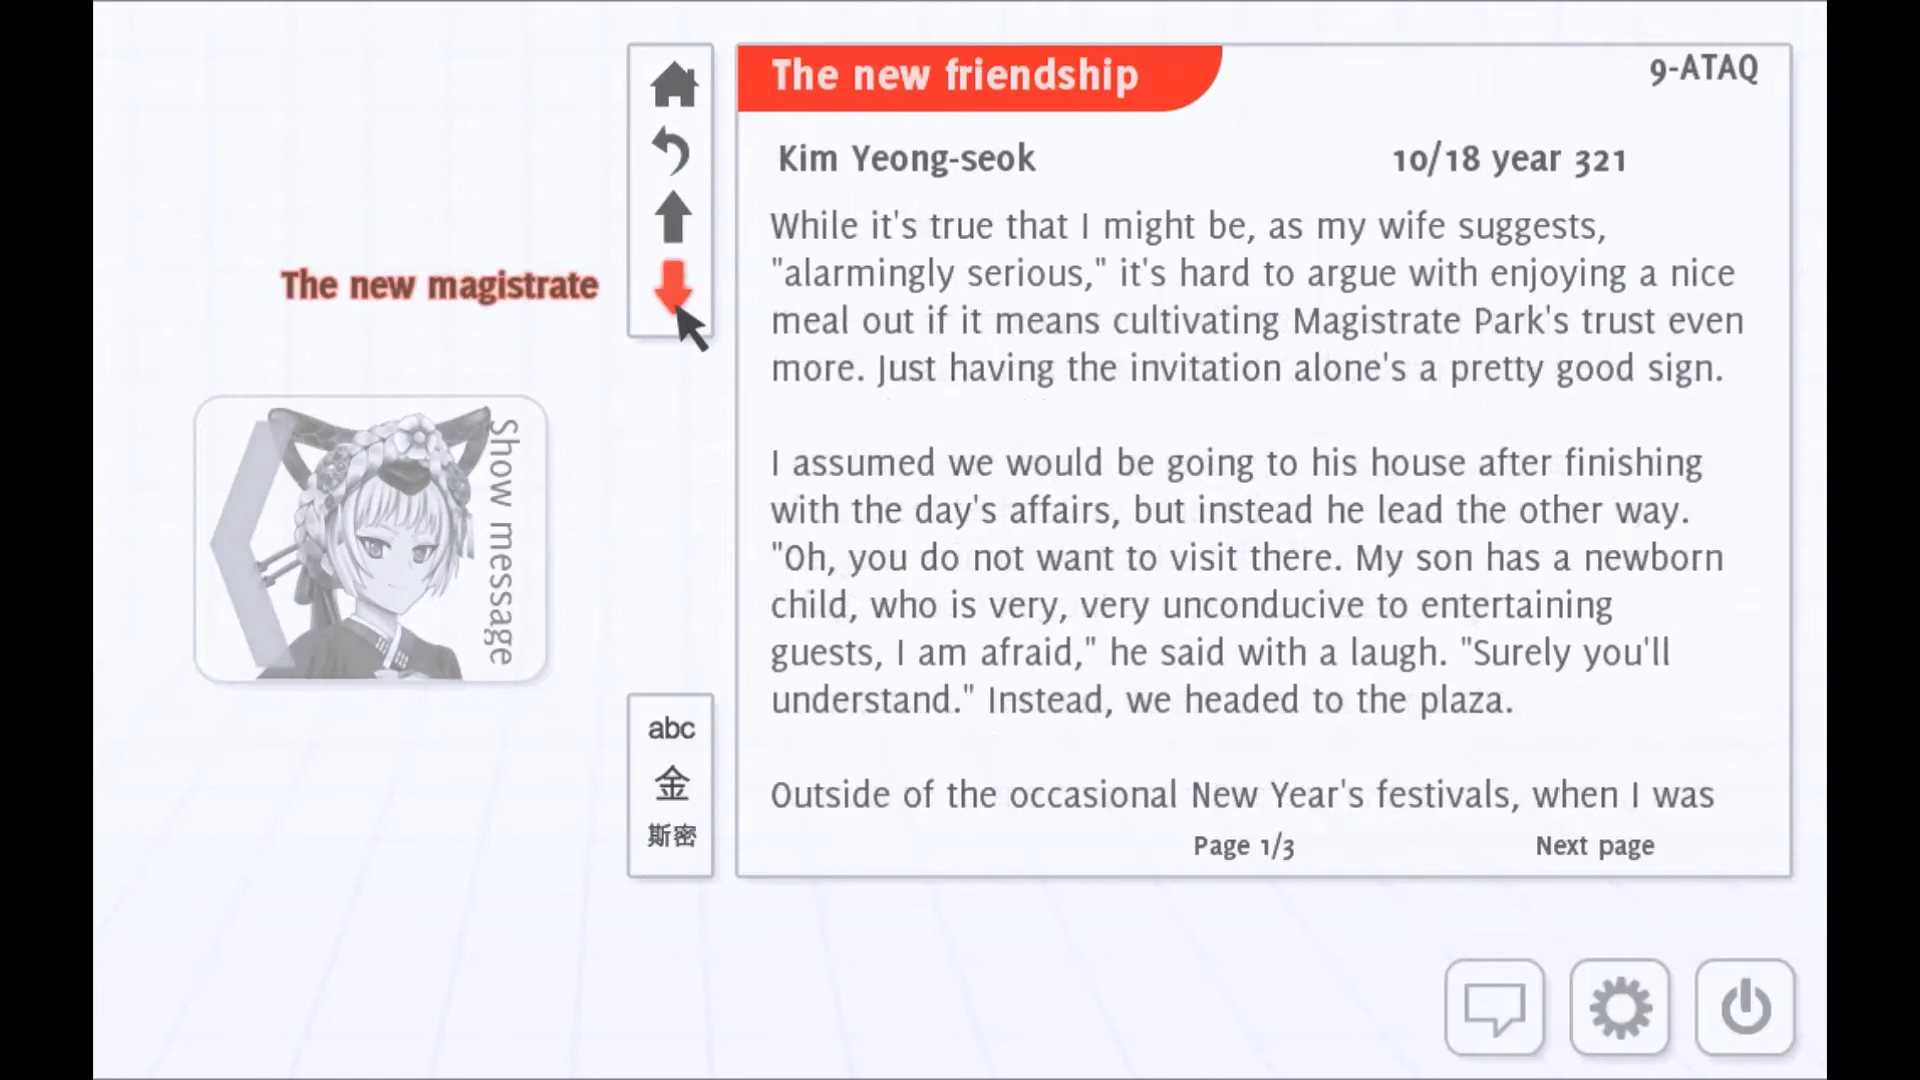 The new friendship
9-ATAQ
Kim Yeong-seok
10/18 year 321
While it's true that I might be, as my wife suggests,
"alarmingly serious," it's hard to argue with enjoying a nice
meal out if it means cultivating Magistrate Park's trust even
more. Just having the invitation alone's a pretty good sign.
I assumed we would be going to his house after finishing
with the day's affairs, but instead he lead the other way.
"Oh, you do not want to visit there. My son has a newborn
child, who is very, very unconducive to entertaining
guests, I am afraid," he said with a laugh. "Surely you'll
understand." Instead, we headed to the plaza.
Outside of the occasional New Year's festivals, when I was
Page 1/3
Next page
The new magistrate
Show message
abc
金
斯密